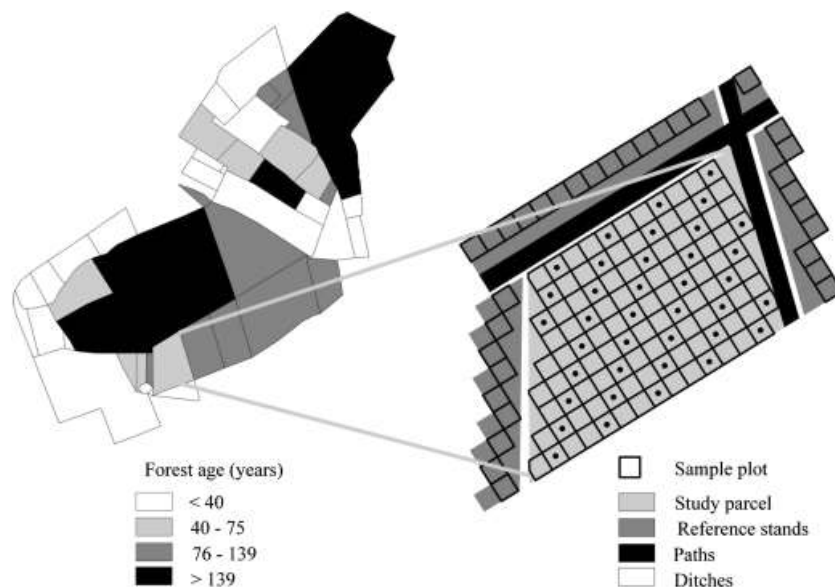 Forest age (years)
< 40
40 - 75
76 - 139
> 139
Sample plot
Study parcel
Reference stands
Paths
Ditches